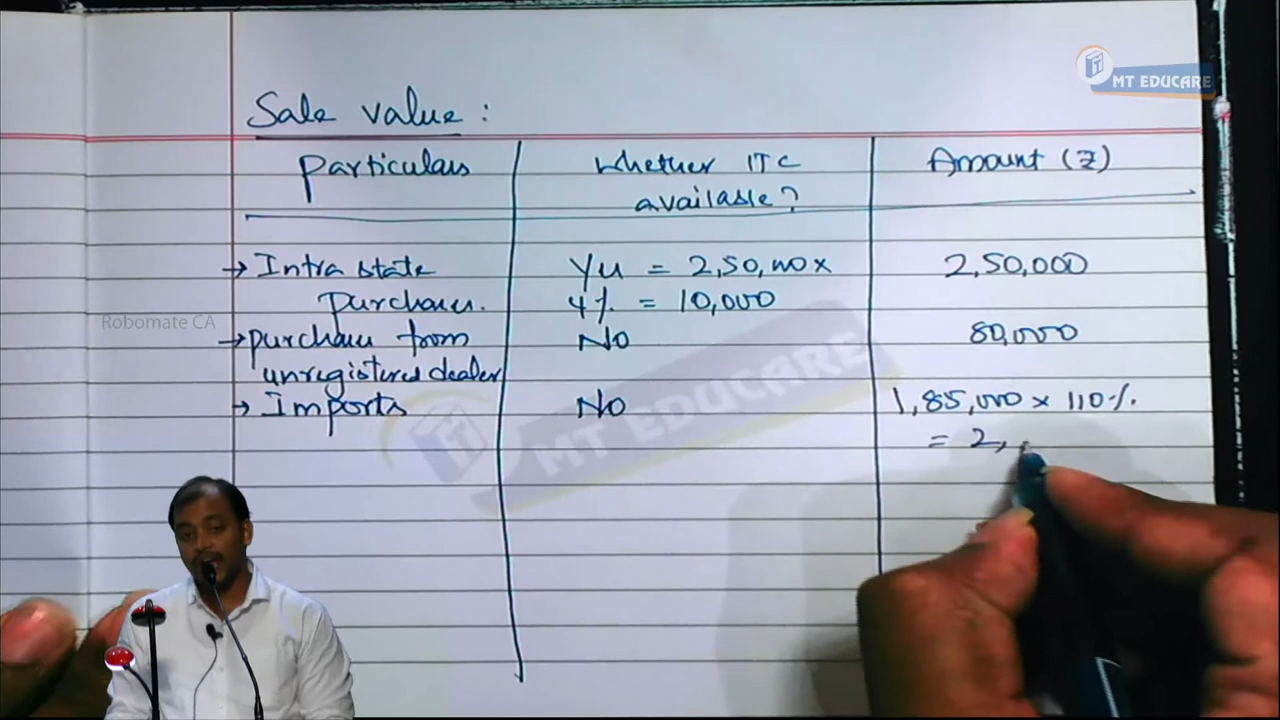 MT EDUCARE
Sale value :
Particulars Whether ITC available? Amount (₹)
→ Intra state Yes = 2,50,000 x 2,50,000
purchases. 4% = 10,000
→ purchases from No 80,000
unregistered dealer
→ Imports No 1,85,000 x 110%
= 2,
Robomate CA
MT EDUCARE